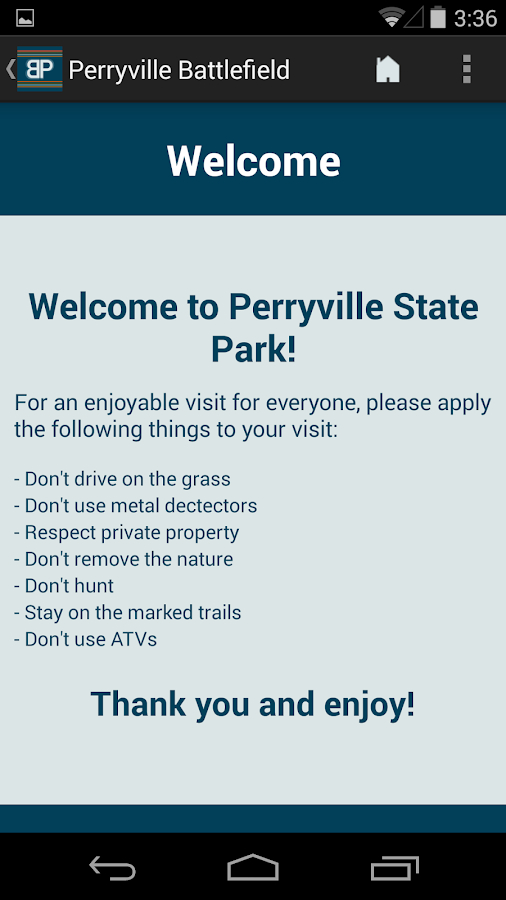 3:36
BP Perryville Battlefield
Welcome
Welcome to Perryville State
Park!
For an enjoyable visit for everyone, please apply
the following things to your visit:
- Don't drive on the grass
- Don't use metal dectectors
- Respect private property
- Don't remove the nature
- Don't hunt
- Stay on the marked trails
- Don't use ATVs
Thank you and enjoy!